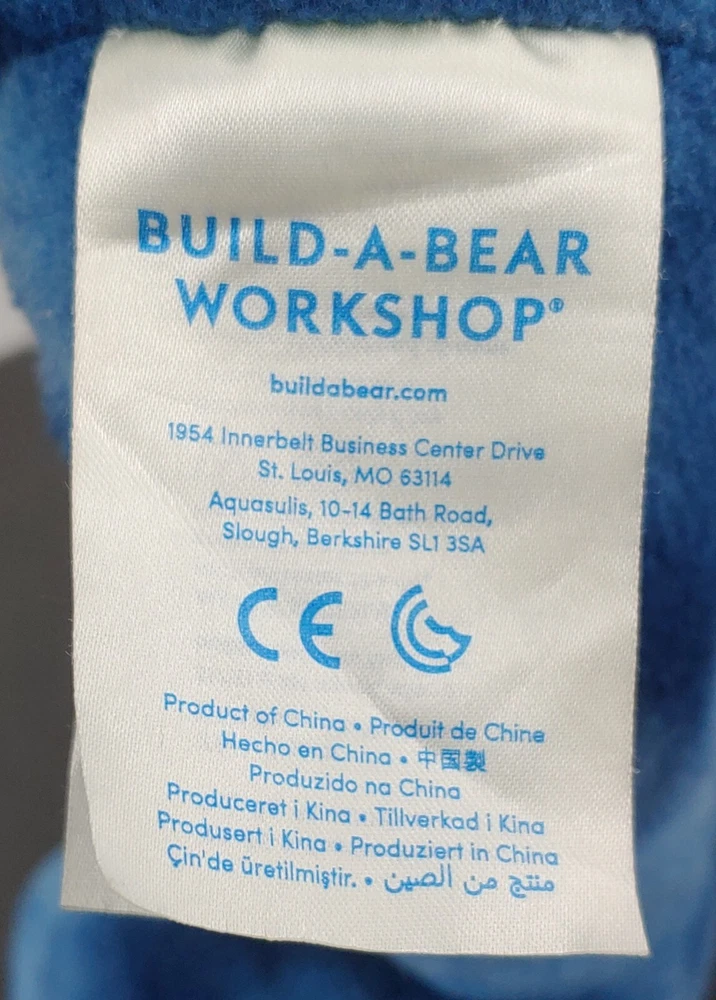 BUILD-A-BEAR
WORKSHOP®
buildabear.com
1954 Innerbelt Business Center Drive
St. Louis, MO 63114
Aquasulis, 10-14 Bath Road,
Slough, Berkshire SL1 3SA
CE
Product of China • Produit de Chine
Hecho en China • 中国製
Produzido na China
Produceret i Kina • Tillverkad i Kina
Produsert i Kina • Produziert in China
Çin'de üretilmiştir. • منتج من الصين